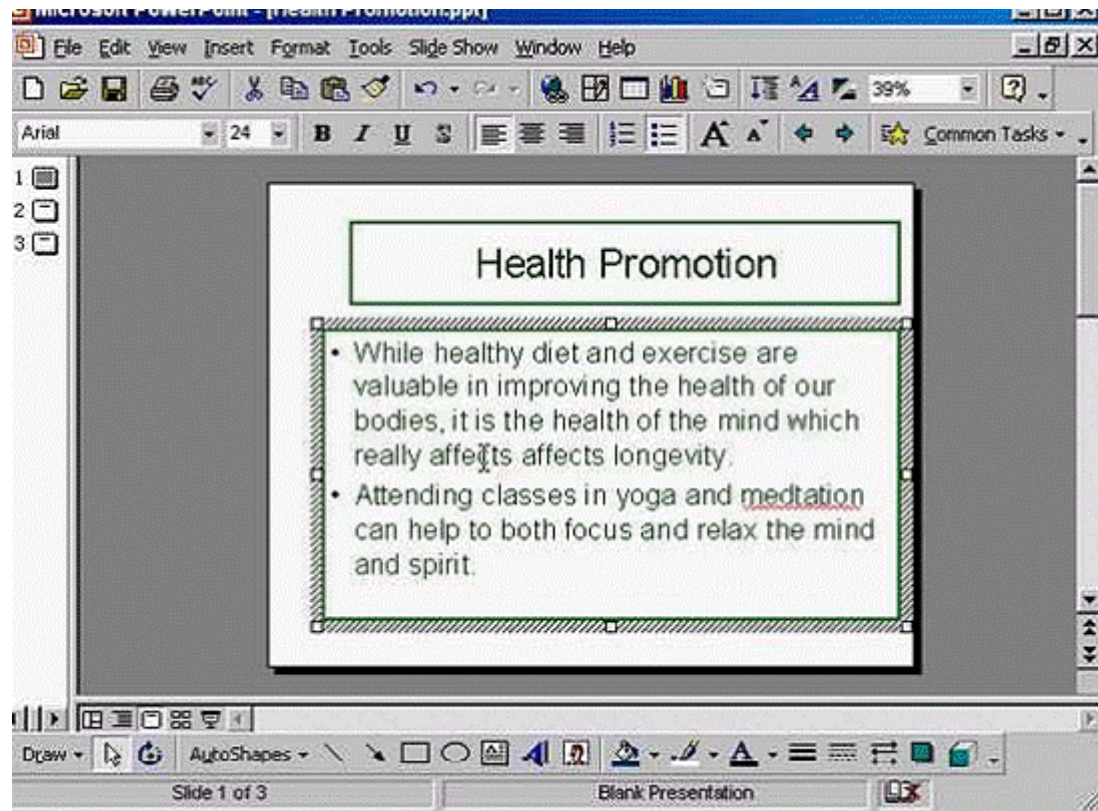 Microsoft PowerPoint - [Health Promotion.ppt]
File Edit View Insert Format Tools Slide Show Window Help
39%
Arial 24 B I U S Common Tasks
1
2
3
Health Promotion
• While healthy diet and exercise are
valuable in improving the health of our
bodies, it is the health of the mind which
really affects affects longevity.
• Attending classes in yoga and medtation
can help to both focus and relax the mind
and spirit.
Draw AutoShapes
Slide 1 of 3 Blank Presentation